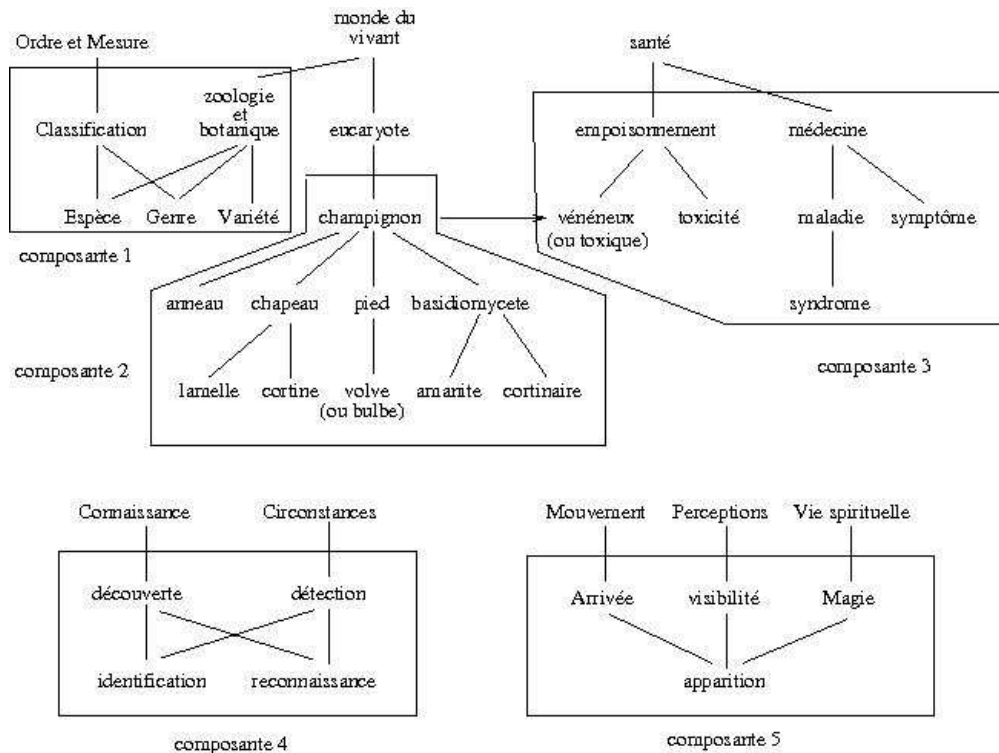 monde du
vivant
Ordre et Mesure
santé
zoologie
et
botanique
Classification
eucaryote
empoisonnement
médecine
Espèce
Genre
Variété
champignon
vénéneux
(ou toxique)
toxicité
maladie
symptôme
composante 1
anneau
chapeau
pied
basidiomycete
syndrome
composante 2
composante 3
lamelle
cortine
volve
(ou bulbe)
amanite
cortinaire
Connaissance
Circonstances
Mouvement
Perceptions
Vie spirituelle
découverte
détection
Arrivée
visibilité
Magie
identification
reconnaissance
apparition
composante 4
composante 5